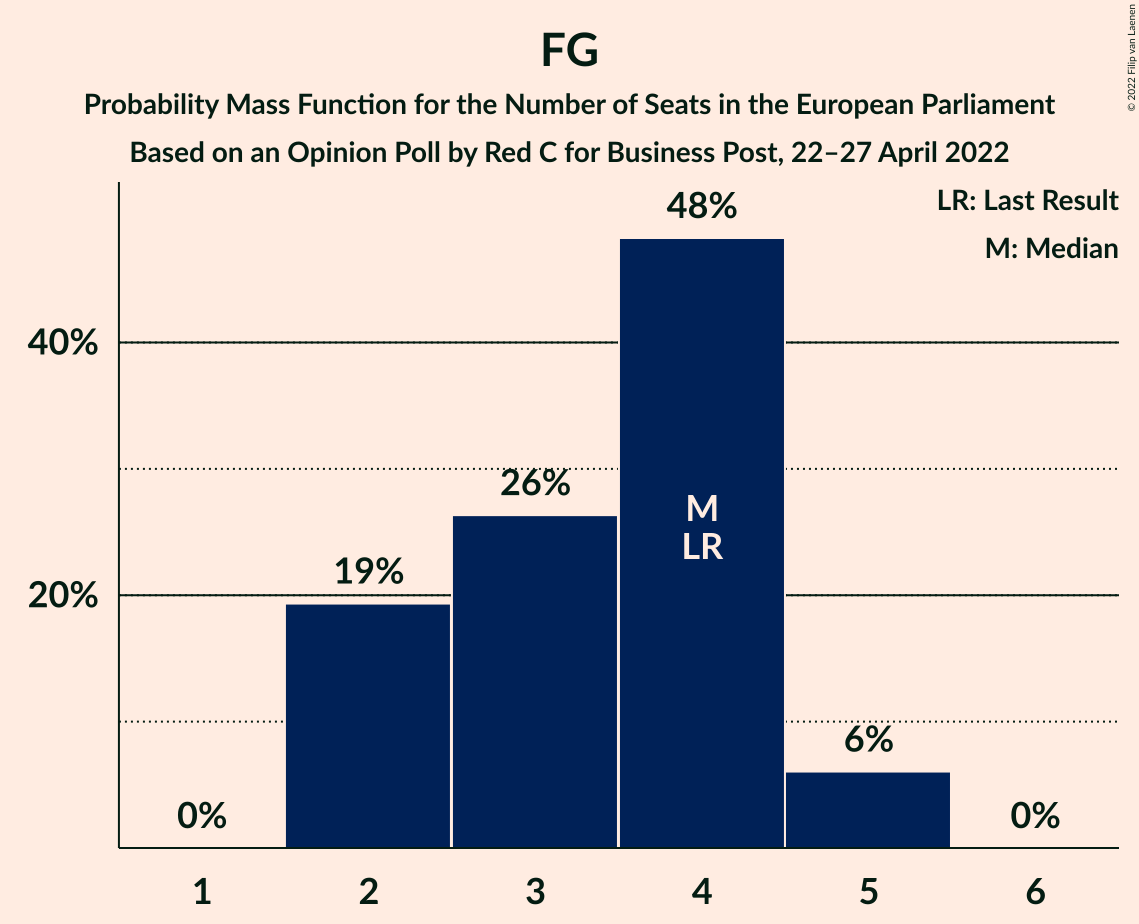 FG
Probability Mass Function for the Number of Seats in the European Parliament
Based on an Opinion Poll by Red C for Business Post, 22–27 April 2022
© 2022 Filip van Laenen
LR: Last Result
M: Median
48%
40%
26%
M
LR
19%
20%
6%
0%
0%
1 2 3 4 5 6